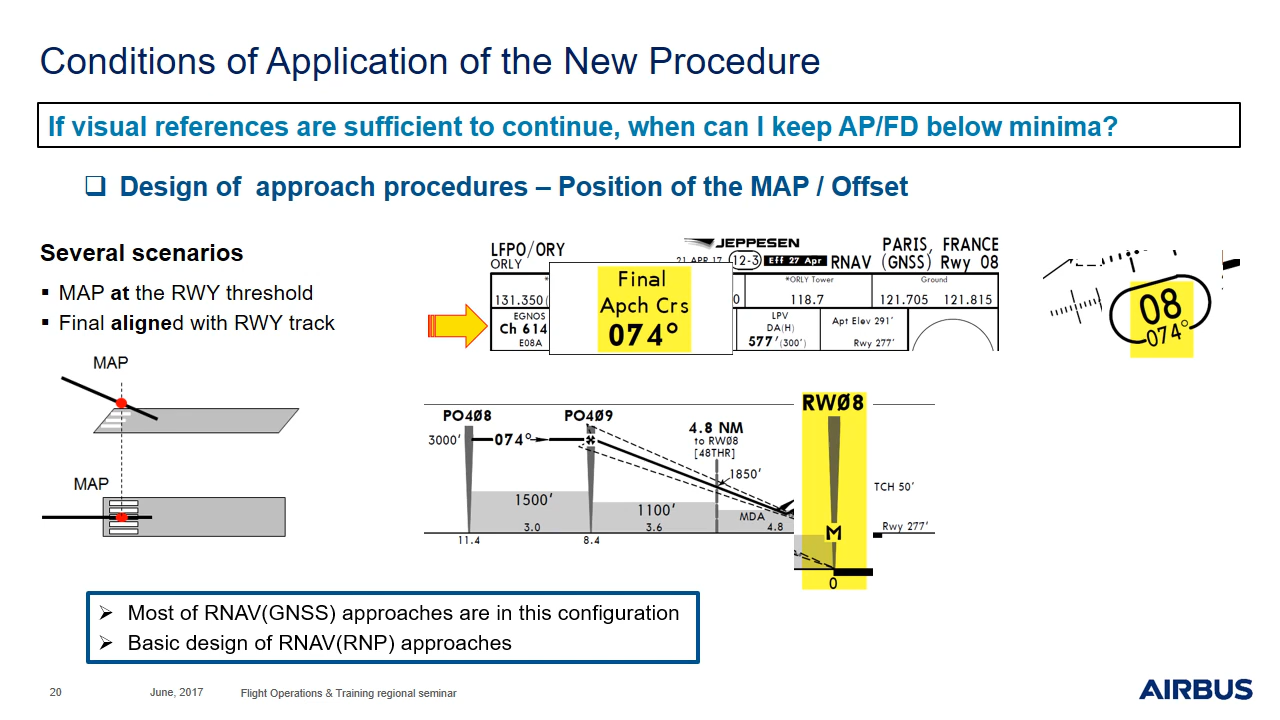 Conditions of Application of the New Procedure
If visual references are sufficient to continue, when can I keep AP/FD below minima?
Design of approach procedures – Position of the MAP / Offset
Several scenarios
MAP at the RWY threshold
Final aligned with RWY track
MAP
MAP
LFPO/ORY
ORLY
JEPPESEN
21 APR 17 12-3 Eff 27 Apr
PARIS, FRANCE
RNAV (GNSS) Rwy 08
*ORLY Tower
Ground
131.350
0
118.7
121.705 121.815
EGNOS
Ch 614
E08A
Final
Apch Crs
074°
LPV
DA(H)
577'(300')
Apt Elev 291'
Rwy 277'
08
074°
PO408
PO409
3000'
074°
4.8 NM
to RW08
[48THR]
1850'
1500'
1100'
MDA
3.0
3.6
4.8
11.4
8.4
RW08
M
0
TCH 50'
Rwy 277'
Most of RNAV(GNSS) approaches are in this configuration
Basic design of RNAV(RNP) approaches
20
June, 2017
Flight Operations & Training regional seminar
AIRBUS